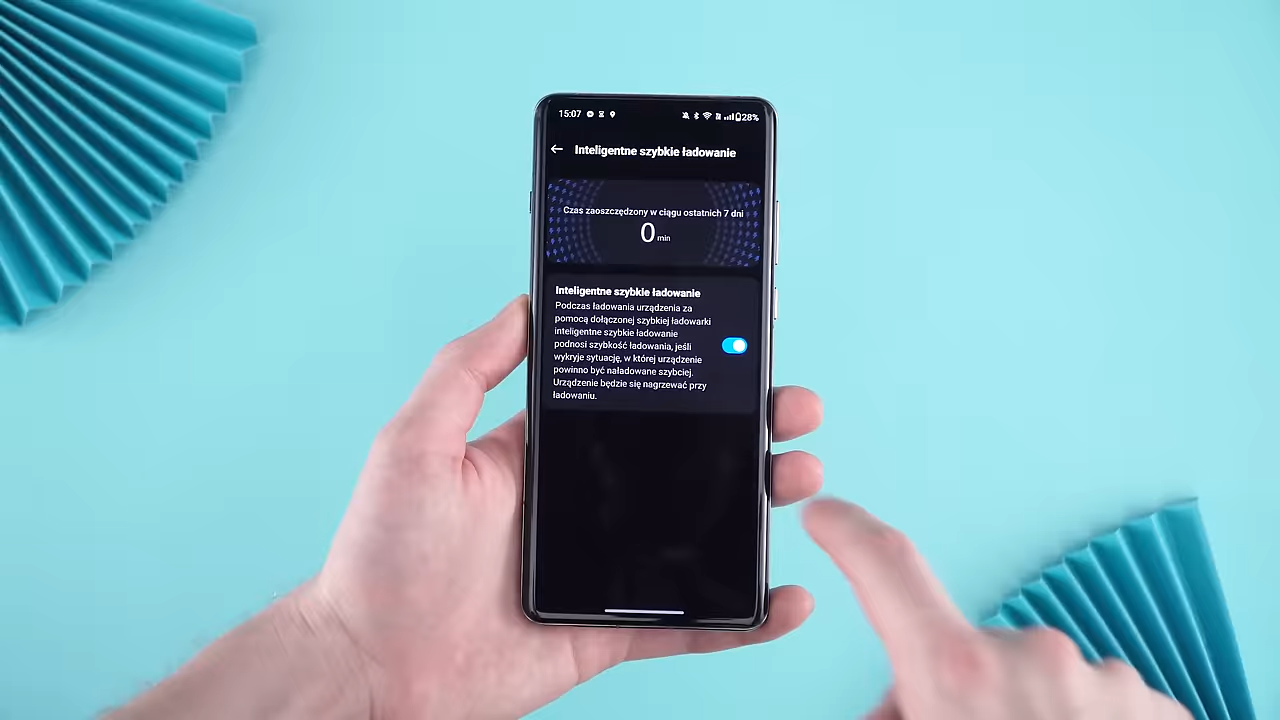 15:07
28%
Inteligentne szybkie ładowanie
Czas zaoszczędzony w ciągu ostatnich 7 dni
0 min
Inteligentne szybkie ładowanie
Podczas ładowania urządzenia za
pomocą dołączonej szybkiej ładowarki
inteligentne szybkie ładowanie
podnosi szybkość ładowania, jeśli
wykryje sytuację, w której urządzenie
powinno być naładowane szybciej.
Urządzenie będzie się nagrzewać przy
ładowaniu.